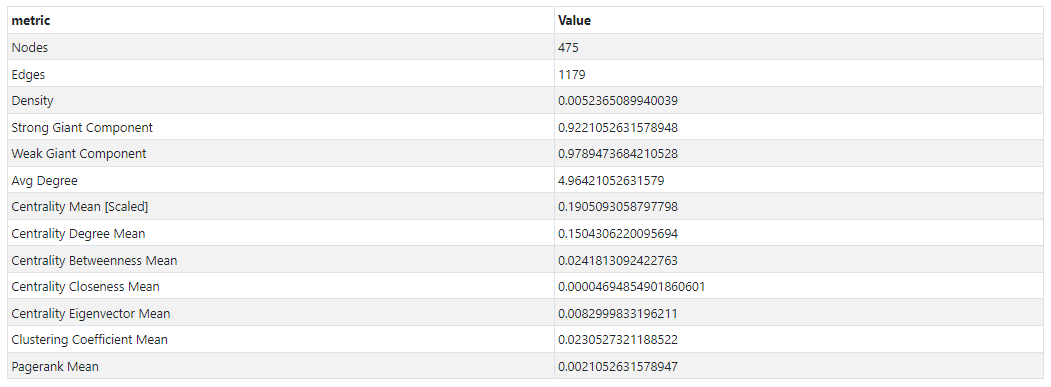 metric Value
Nodes 475
Edges 1179
Density 0.0052365089940039
Strong Giant Component 0.9221052631578948
Weak Giant Component 0.9789473684210528
Avg Degree 4.96421052631579
Centrality Mean [Scaled] 0.1905093058797798
Centrality Degree Mean 0.1504306220095694
Centrality Betweenness Mean 0.0241813092422763
Centrality Closeness Mean 0.00004694854901860601
Centrality Eigenvector Mean 0.0082999833196211
Clustering Coefficient Mean 0.0230527321188522
Pagerank Mean 0.0021052631578947